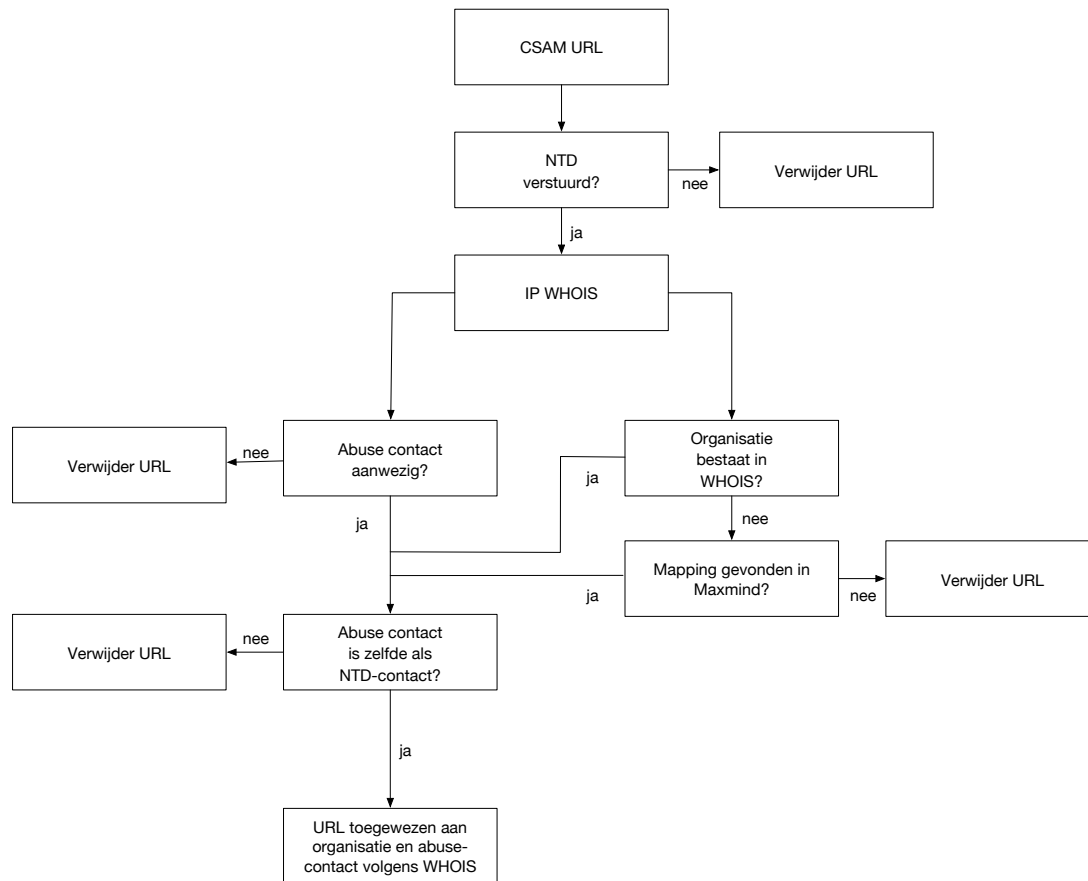 CSAM URL
NTD
verstuurd?
nee
Verwijder URL
ja
IP WHOIS
Verwijder URL
nee
Abuse contact
aanwezig?
ja
Organisatie
bestaat in
WHOIS?
ja
nee
Mapping gevonden in
Maxmind?
ja
nee
Verwijder URL
Verwijder URL
nee
Abuse contact
is zelfde als
NTD-contact?
ja
URL toegewezen aan
organisatie en abuse-
contact volgens WHOIS